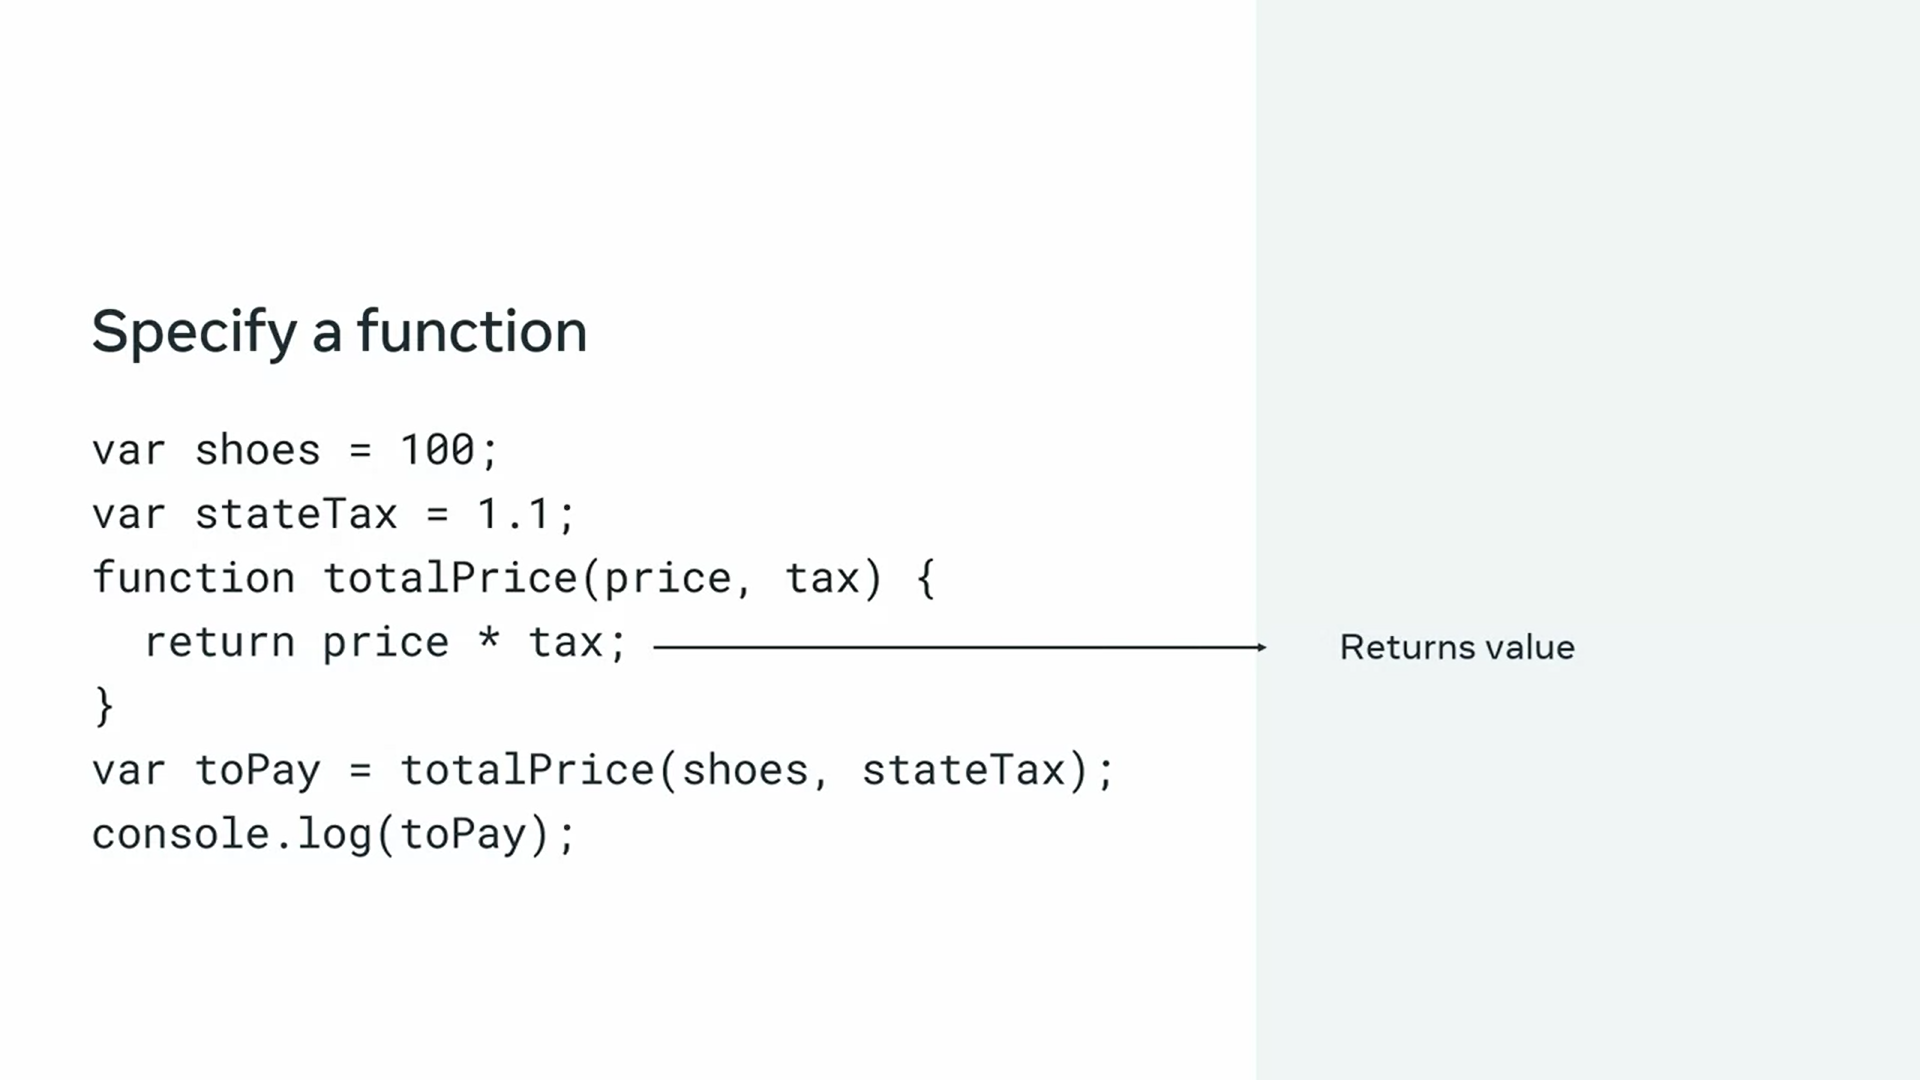 Specify a function
var shoes = 100;
var stateTax = 1.1;
function totalPrice(price, tax) {
  return price * tax;
Returns value
}
var toPay = totalPrice(shoes, stateTax);
console.log(toPay);